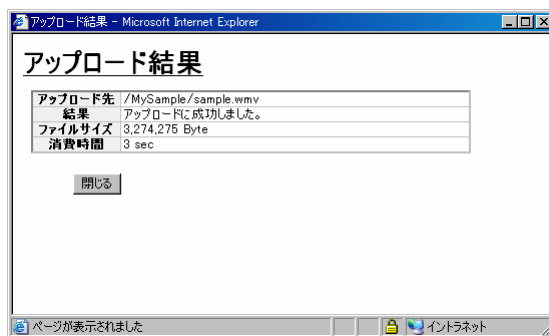 アップロード結果 - Microsoft Internet Explorer
アップロード結果
アップロード先 /MySample/sample.wmv
結果 アップロードに成功しました。
ファイルサイズ 3,274,275 Byte
消費時間 3 sec
閉じる
ページが表示されました イントラネット